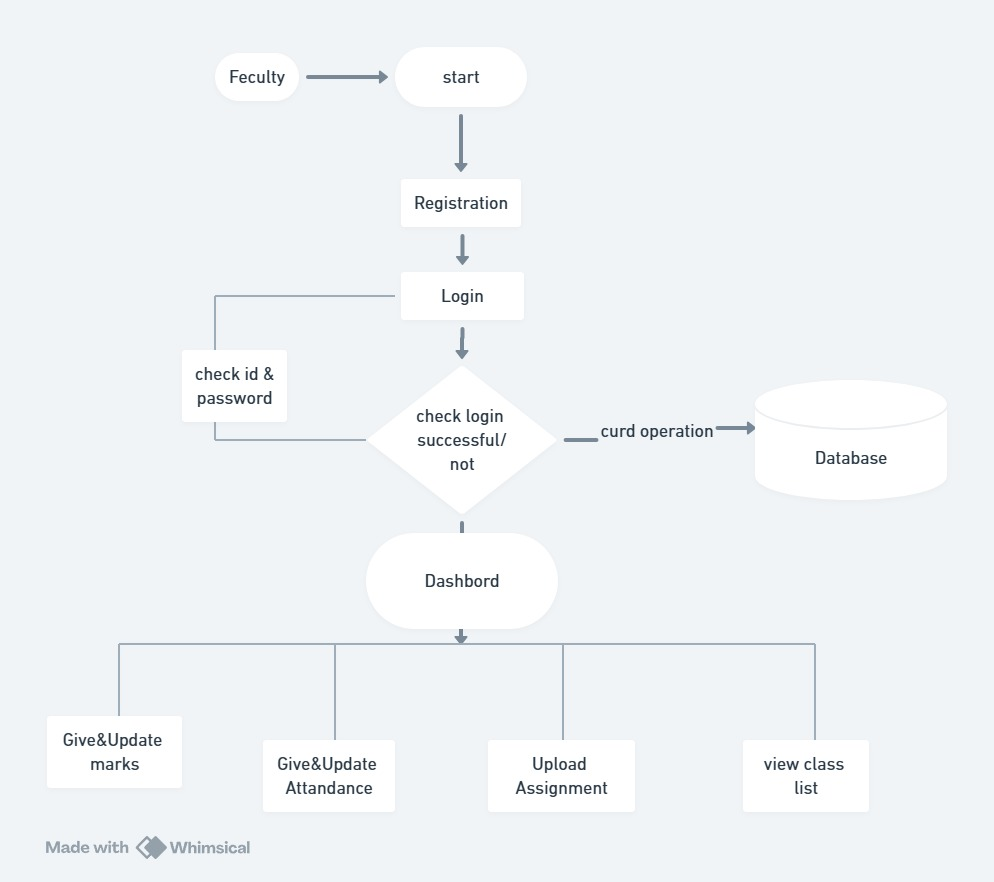 Feculty
start
Registration
Login
check id &
password
check login
successful/
not
curd operation
Database
Dashbord
Give&Update
marks
Give&Update
Attandance
Upload
Assignment
view class
list
Made with Whimsical